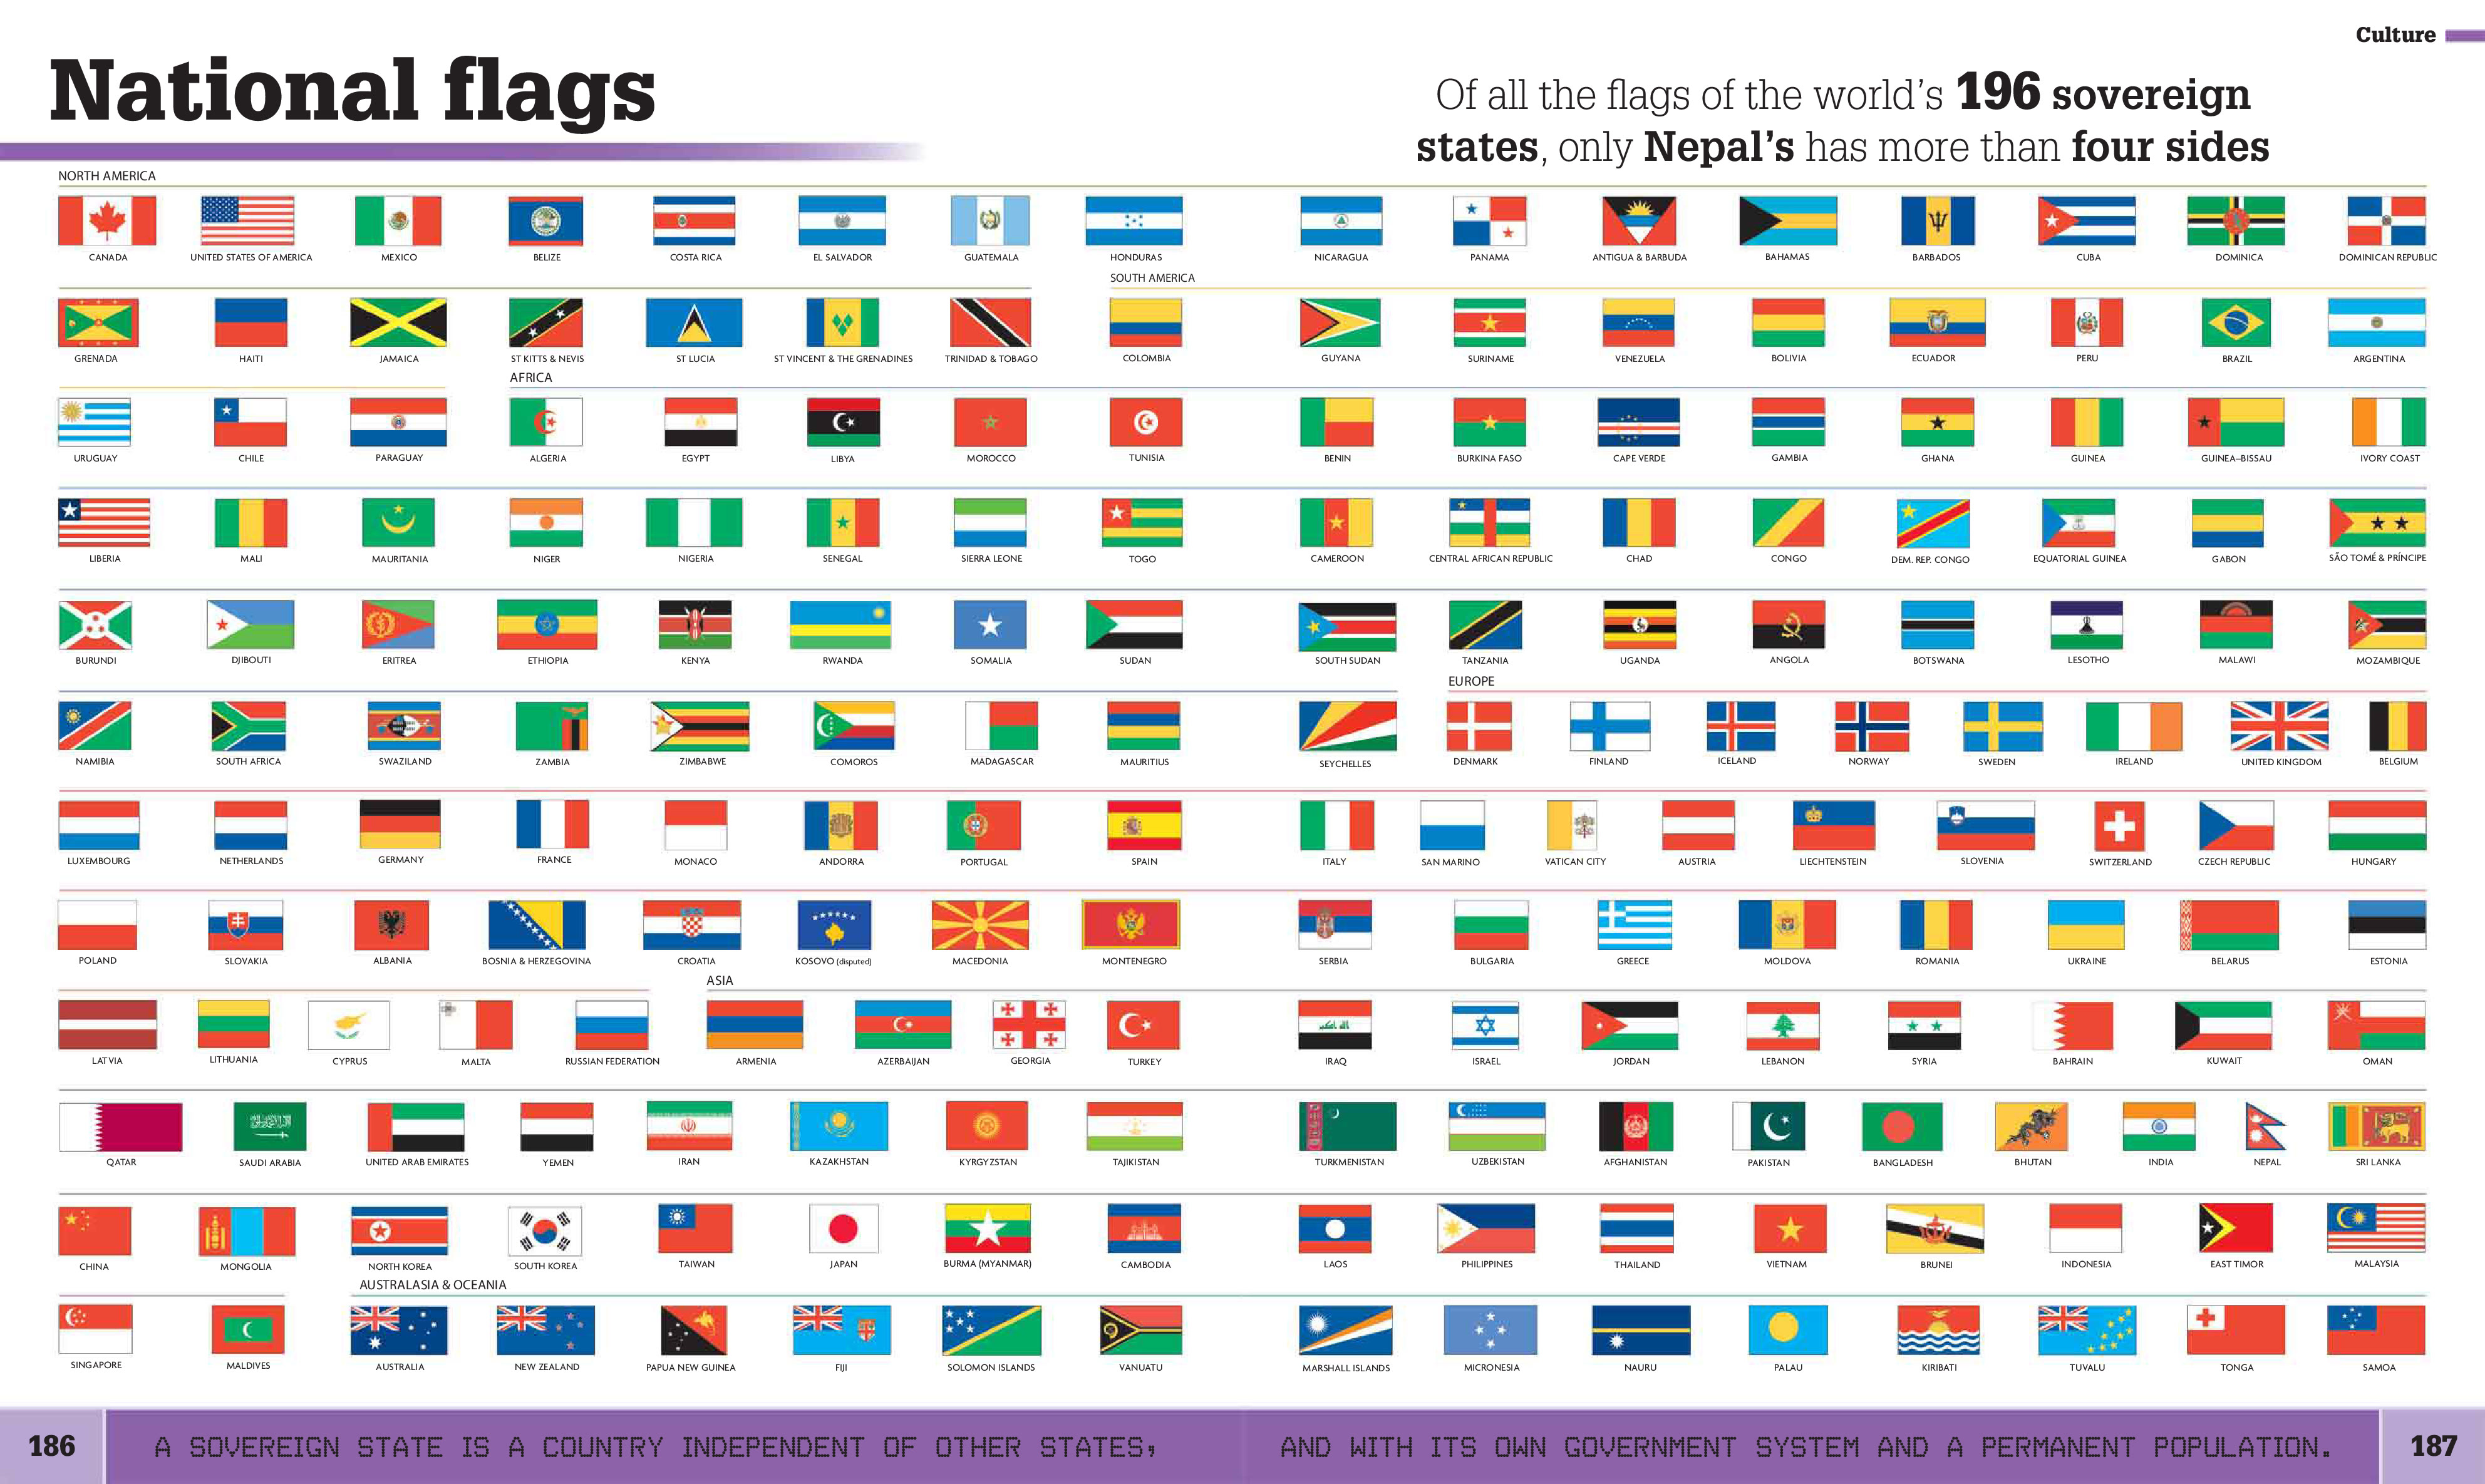 Culture
National flags
Of all the flags of the world's 196 sovereign
states, only Nepal's has more than four sides
NORTH AMERICA
CANADA
UNITED STATES OF AMERICA
MEXICO
BELIZE
COSTA RICA
EL SALVADOR
GUATEMALA
HONDURAS
NICARAGUA
PANAMA
ANTIGUA & BARBUDA
BAHAMAS
BARBADOS
CUBA
DOMINICA
DOMINICAN REPUBLIC
SOUTH AMERICA
GRENADA
HAITI
JAMAICA
ST KITTS & NEVIS
ST LUCIA
ST VINCENT & THE GRENADINES
TRINIDAD & TOBAGO
COLOMBIA
GUYANA
SURINAME
VENEZUELA
BOLIVIA
ECUADOR
PERU
BRAZIL
ARGENTINA
AFRICA
URUGUAY
CHILE
PARAGUAY
ALGERIA
EGYPT
LIBYA
MOROCCO
TUNISIA
BENIN
BURKINA FASO
CAPE VERDE
GAMBIA
GHANA
GUINEA
GUINEA–BISSAU
IVORY COAST
LIBERIA
MALI
MAURITANIA
NIGER
NIGERIA
SENEGAL
SIERRA LEONE
TOGO
CAMEROON
CENTRAL AFRICAN REPUBLIC
CHAD
CONGO
DEM. REP. CONGO
EQUATORIAL GUINEA
GABON
SÃO TOMÉ & PRÍNCIPE
BURUNDI
DJIBOUTI
ERITREA
ETHIOPIA
KENYA
RWANDA
SOMALIA
SUDAN
SOUTH SUDAN
TANZANIA
UGANDA
ANGOLA
BOTSWANA
LESOTHO
MALAWI
MOZAMBIQUE
EUROPE
NAMIBIA
SOUTH AFRICA
SWAZILAND
ZAMBIA
ZIMBABWE
COMOROS
MADAGASCAR
MAURITIUS
SEYCHELLES
DENMARK
FINLAND
ICELAND
NORWAY
SWEDEN
IRELAND
UNITED KINGDOM
BELGIUM
LUXEMBOURG
NETHERLANDS
GERMANY
FRANCE
MONACO
ANDORRA
PORTUGAL
SPAIN
ITALY
SAN MARINO
VATICAN CITY
AUSTRIA
LIECHTENSTEIN
SLOVENIA
SWITZERLAND
CZECH REPUBLIC
HUNGARY
POLAND
SLOVAKIA
ALBANIA
BOSNIA & HERZEGOVINA
CROATIA
KOSOVO (disputed)
MACEDONIA
MONTENEGRO
SERBIA
BULGARIA
GREECE
MOLDOVA
ROMANIA
UKRAINE
BELARUS
ESTONIA
ASIA
LATVIA
LITHUANIA
CYPRUS
MALTA
RUSSIAN FEDERATION
ARMENIA
AZERBAIJAN
GEORGIA
TURKEY
IRAQ
ISRAEL
JORDAN
LEBANON
SYRIA
BAHRAIN
KUWAIT
OMAN
QATAR
SAUDI ARABIA
UNITED ARAB EMIRATES
YEMEN
IRAN
KAZAKHSTAN
KYRGYZSTAN
TAJIKISTAN
TURKMENISTAN
UZBEKISTAN
AFGHANISTAN
PAKISTAN
BANGLADESH
BHUTAN
INDIA
NEPAL
SRI LANKA
CHINA
MONGOLIA
NORTH KOREA
SOUTH KOREA
TAIWAN
JAPAN
BURMA (MYANMAR)
CAMBODIA
LAOS
PHILIPPINES
THAILAND
VIETNAM
BRUNEI
INDONESIA
EAST TIMOR
MALAYSIA
AUSTRALASIA & OCEANIA
SINGAPORE
MALDIVES
AUSTRALIA
NEW ZEALAND
PAPUA NEW GUINEA
FIJI
SOLOMON ISLANDS
VANUATU
MARSHALL ISLANDS
MICRONESIA
NAURU
PALAU
KIRIBATI
TUVALU
TONGA
SAMOA
186
A SOVEREIGN STATE IS A COUNTRY INDEPENDENT OF OTHER STATES,
AND WITH ITS OWN GOVERNMENT SYSTEM AND A PERMANENT POPULATION.
187